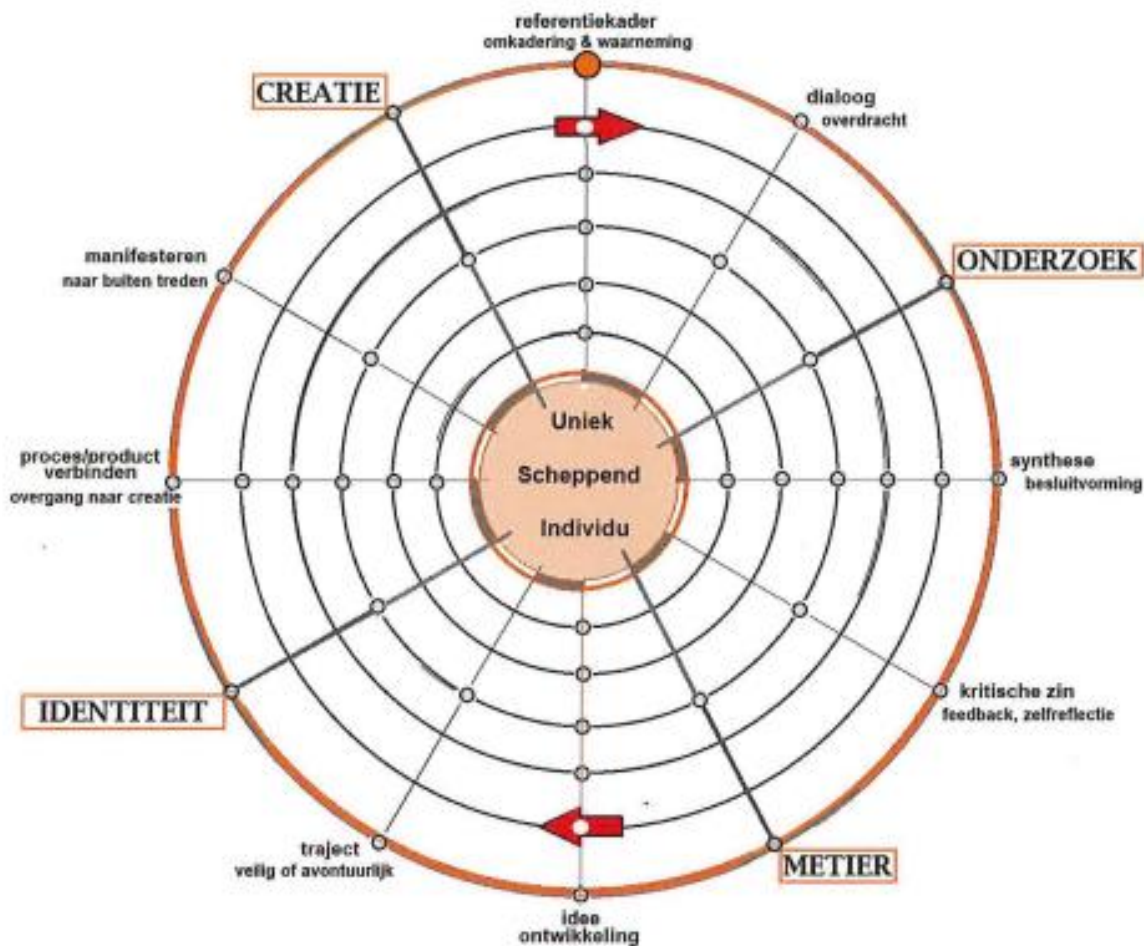 referentiekader
omkadering & waarneming
CREATIE
dialoog
overdracht
manifesteren
naar buiten treden
ONDERZOEK
Uniek
Scheppend
Individu
proces/product
verbinden
overgang naar creatie
synthese
besluitvorming
IDENTITEIT
kritische zin
feedback, zelfreflectie
traject
veilig of avontuurlijk
METIER
idee
ontwikkeling